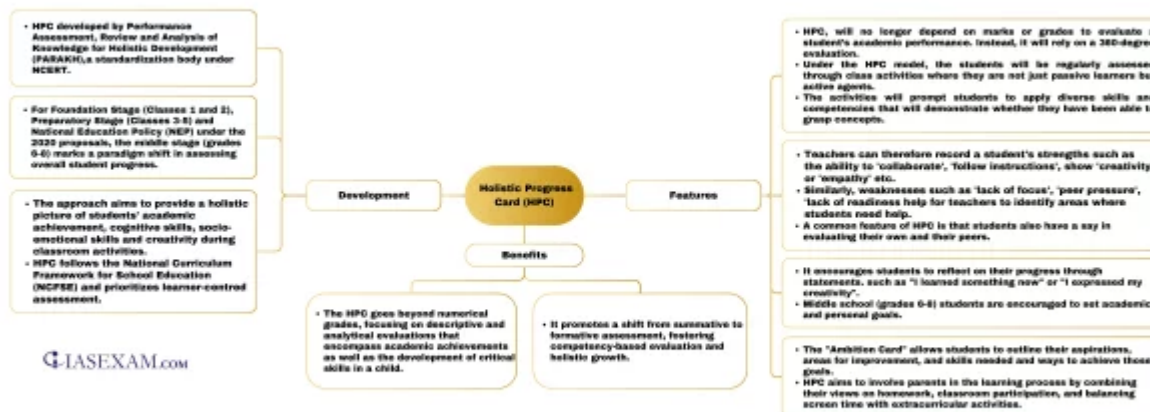 • HPC developed by Performance
Assessment, Review and Analysis of
Knowledge for Holistic Development
(PARAKH),a standardization body under
NCERT.
• For Foundation Stage (Classes 1 and 2),
Preparatory Stage (Classes 3-5) and
National Education Policy (NEP) under the
2020 proposals, the middle stage (grades
6-8) marks a paradigm shift in assessing
overall student progress.
• The approach aims to provide a holistic
picture of students' academic
achievement, cognitive skills, socio-
emotional skills and creativity during
classroom activities.
• HPC follows the National Curriculum
Framework for School Education
(NCFSE) and prioritizes learner-centred
assessment.
Development
Holistic Progress
Card (HPC)
Features
Benefits
• The HPC goes beyond numerical
grades, focusing on descriptive and
analytical evaluations that
encompass academic achievements
as well as the development of critical
skills in a child.
• It promotes a shift from summative to
formative assessment, fostering
competency-based evaluation and
holistic growth.
• HPC, will no longer depend on marks or grades to evaluate
student's academic performance. Instead, it will rely on a 360-degree
evaluation.
• Under the HPC model, the students will be regularly assesse
through class activities where they are not just passive learners bu
active agents.
• The activities will prompt students to apply diverse skills an
competencies that will demonstrate whether they have been able t
grasp concepts.
• Teachers can therefore record a student's strengths such as
the ability to 'collaborate', 'follow instructions', show 'creativity
or 'empathy' etc.
• Similarly, weaknesses such as 'lack of focus', 'peer pressure',
'lack of readiness help for teachers to identify areas where
students need help.
• A common feature of HPC is that students also have a say in
evaluating their own and their peers.
• It encourages students to reflect on their progress through
statements. such as "I learned something new" or "I expressed my
creativity".
• Middle school (grades 6-8) students are encouraged to set academic
and personal goals.
• The "Ambition Card" allows students to outline their aspirations,
areas for improvement, and skills needed and ways to achieve those
goals.
• HPC aims to involve parents in the learning process by combining
their views on homework, classroom participation, and balancing
screen time with extracurricular activities.
IASEXAM.COM